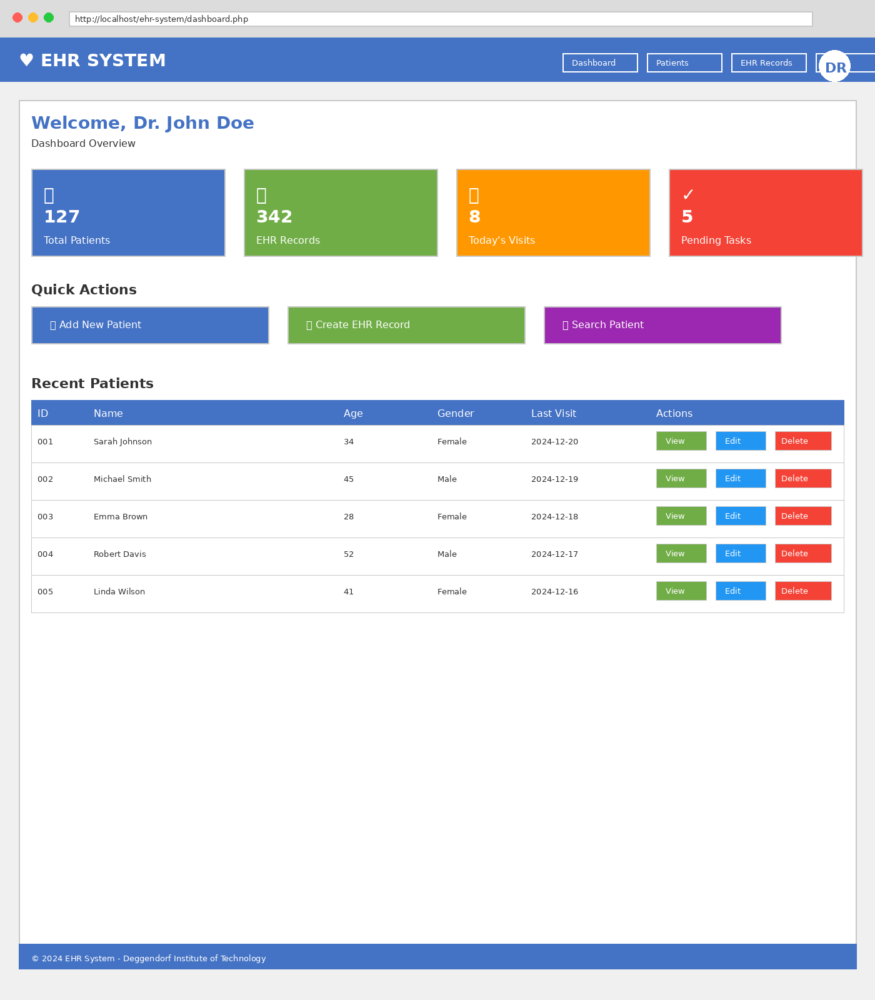 http://localhost/ehr-system/dashboard.php
♥ EHR SYSTEM
Dashboard Patients EHR Records DR
Welcome, Dr. John Doe
Dashboard Overview
127 342 8 ✓ 5
Total Patients EHR Records Today's Visits Pending Tasks
Quick Actions
Add New Patient Create EHR Record Search Patient
Recent Patients
ID Name Age Gender Last Visit Actions
001 Sarah Johnson 34 Female 2024-12-20 View Edit Delete
002 Michael Smith 45 Male 2024-12-19 View Edit Delete
003 Emma Brown 28 Female 2024-12-18 View Edit Delete
004 Robert Davis 52 Male 2024-12-17 View Edit Delete
005 Linda Wilson 41 Female 2024-12-16 View Edit Delete
© 2024 EHR System - Deggendorf Institute of Technology